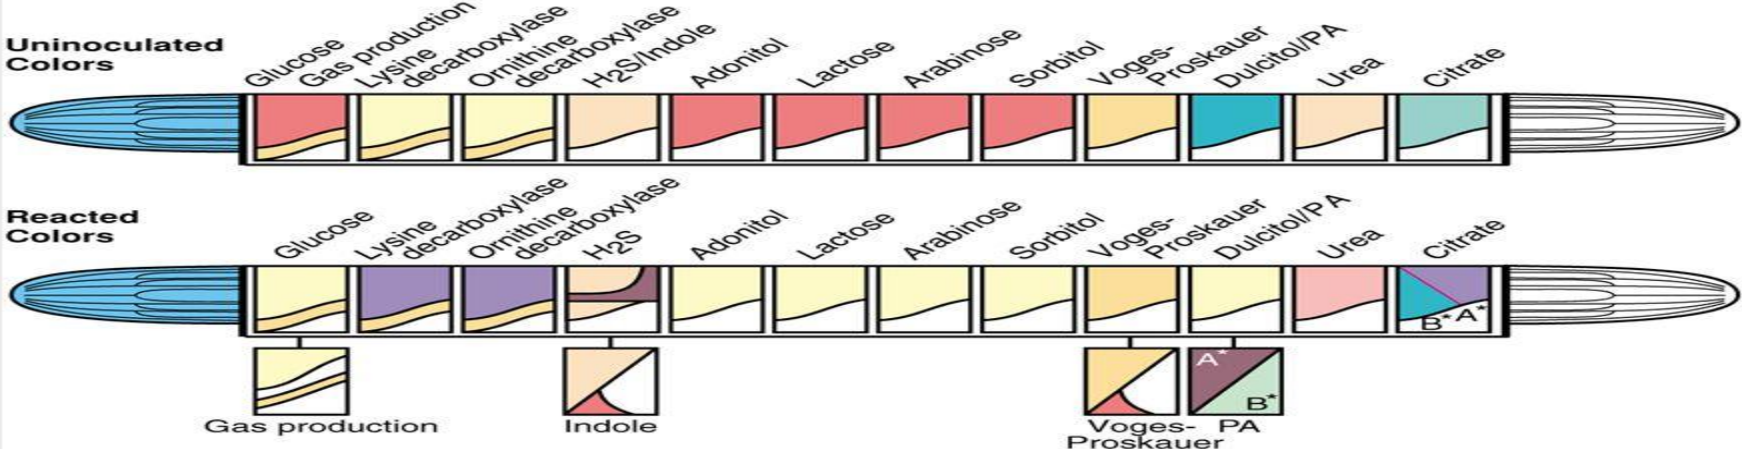 Uninoculated
Colors
Glucose
Gas production
Lysine
decarboxylase
Ornithine
decarboxylase
H2S/Indole
Adonitol
Lactose
Arabinose
Sorbitol
Voges-
Proskauer
Dulcitol/PA
Urea
Citrate
Reacted
Colors
Glucose
Lysine
decarboxylase
Ornithine
decarboxylase
H2S
Adonitol
Lactose
Arabinose
Sorbitol
Voges-
Proskauer
Dulcitol/PA
Urea
Citrate
B* A*
A*
B*
Gas production
Indole
Voges-
Proskauer
PA